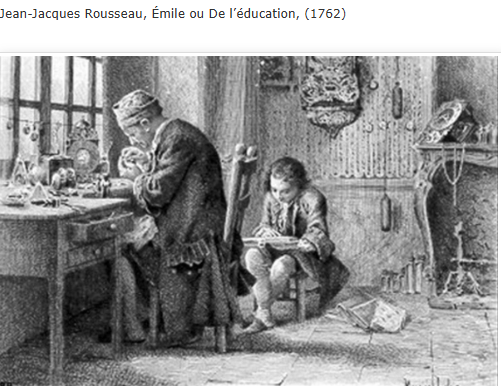 Jean-Jacques Rousseau, Émile ou De l’éducation, (1762)